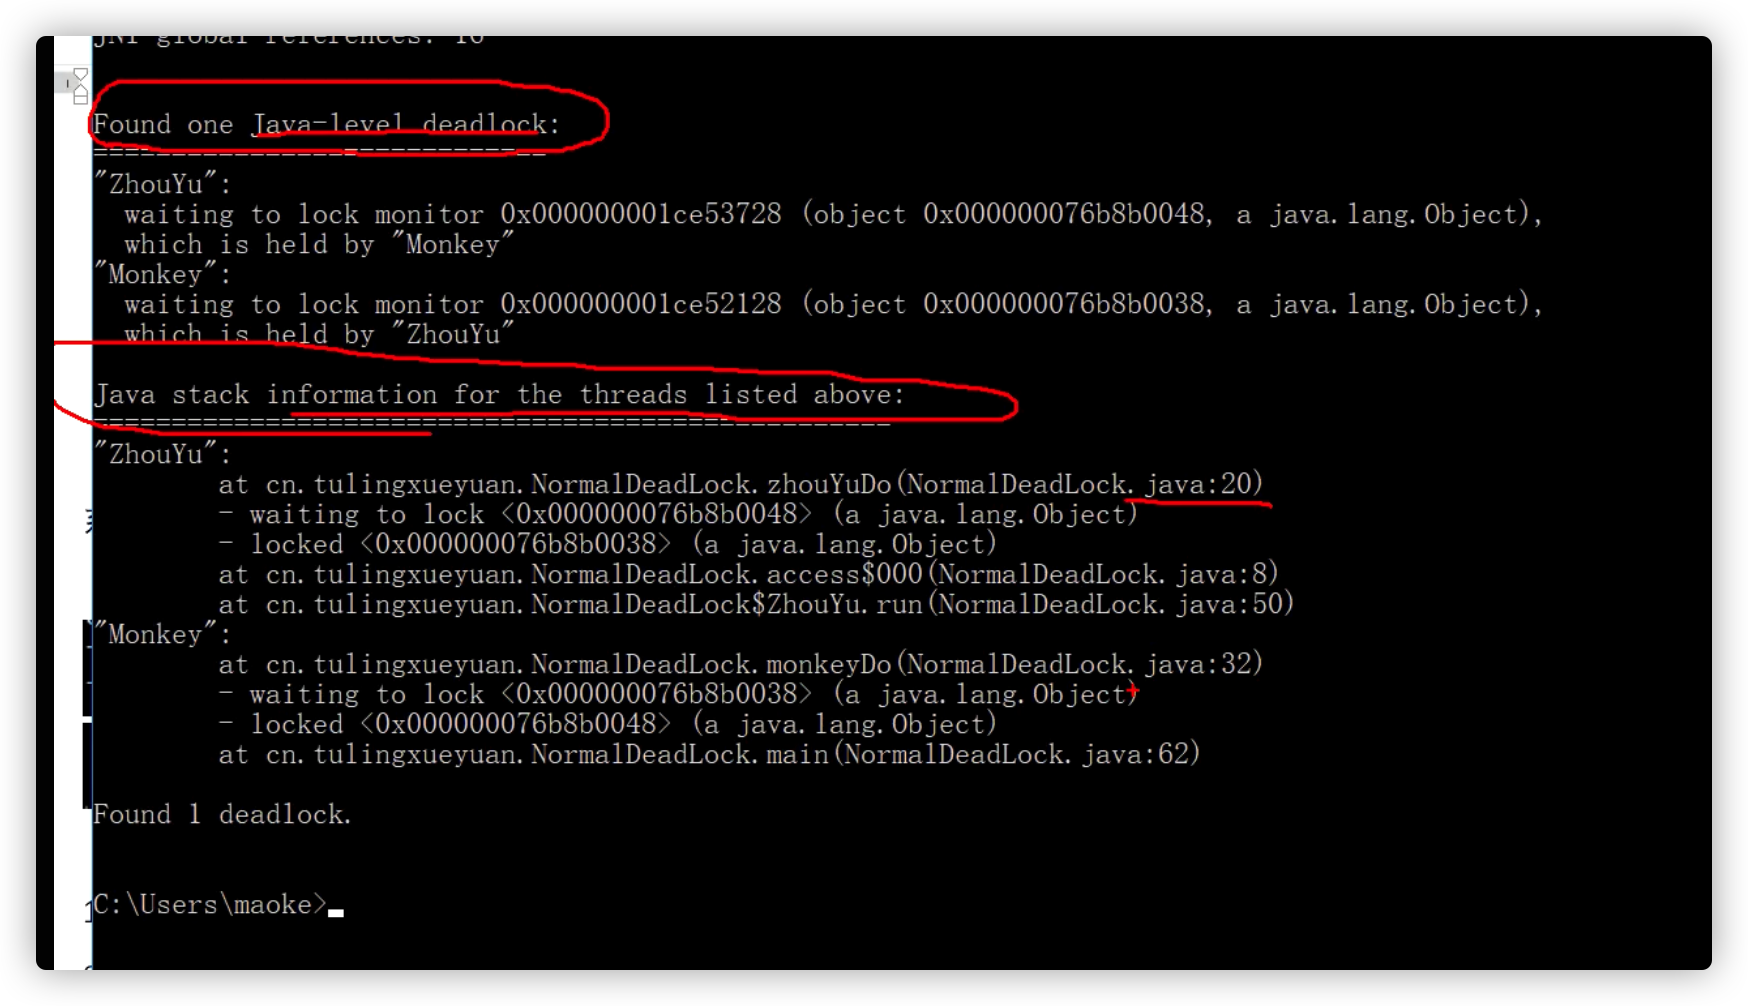 JNI global references: 16
Found one Java-level deadlock:
=============================
"ZhouYu":
  waiting to lock monitor 0x000000001ce53728 (object 0x000000076b8b0048, a java.lang.Object),
  which is held by "Monkey"
"Monkey":
  waiting to lock monitor 0x000000001ce52128 (object 0x000000076b8b0038, a java.lang.Object),
  which is held by "ZhouYu"
Java stack information for the threads listed above:
===================================================
"ZhouYu":
        at cn.tulingxueyuan.NormalDeadLock.zhouYuDo(NormalDeadLock.java:20)
        - waiting to lock <0x000000076b8b0048> (a java.lang.Object)
        - locked <0x000000076b8b0038> (a java.lang.Object)
        at cn.tulingxueyuan.NormalDeadLock.access$000(NormalDeadLock.java:8)
        at cn.tulingxueyuan.NormalDeadLock$ZhouYu.run(NormalDeadLock.java:50)
"Monkey":
        at cn.tulingxueyuan.NormalDeadLock.monkeyDo(NormalDeadLock.java:32)
        - waiting to lock <0x000000076b8b0038> (a java.lang.Object)
        - locked <0x000000076b8b0048> (a java.lang.Object)
        at cn.tulingxueyuan.NormalDeadLock.main(NormalDeadLock.java:62)
Found 1 deadlock.
C:\Users\maoke>